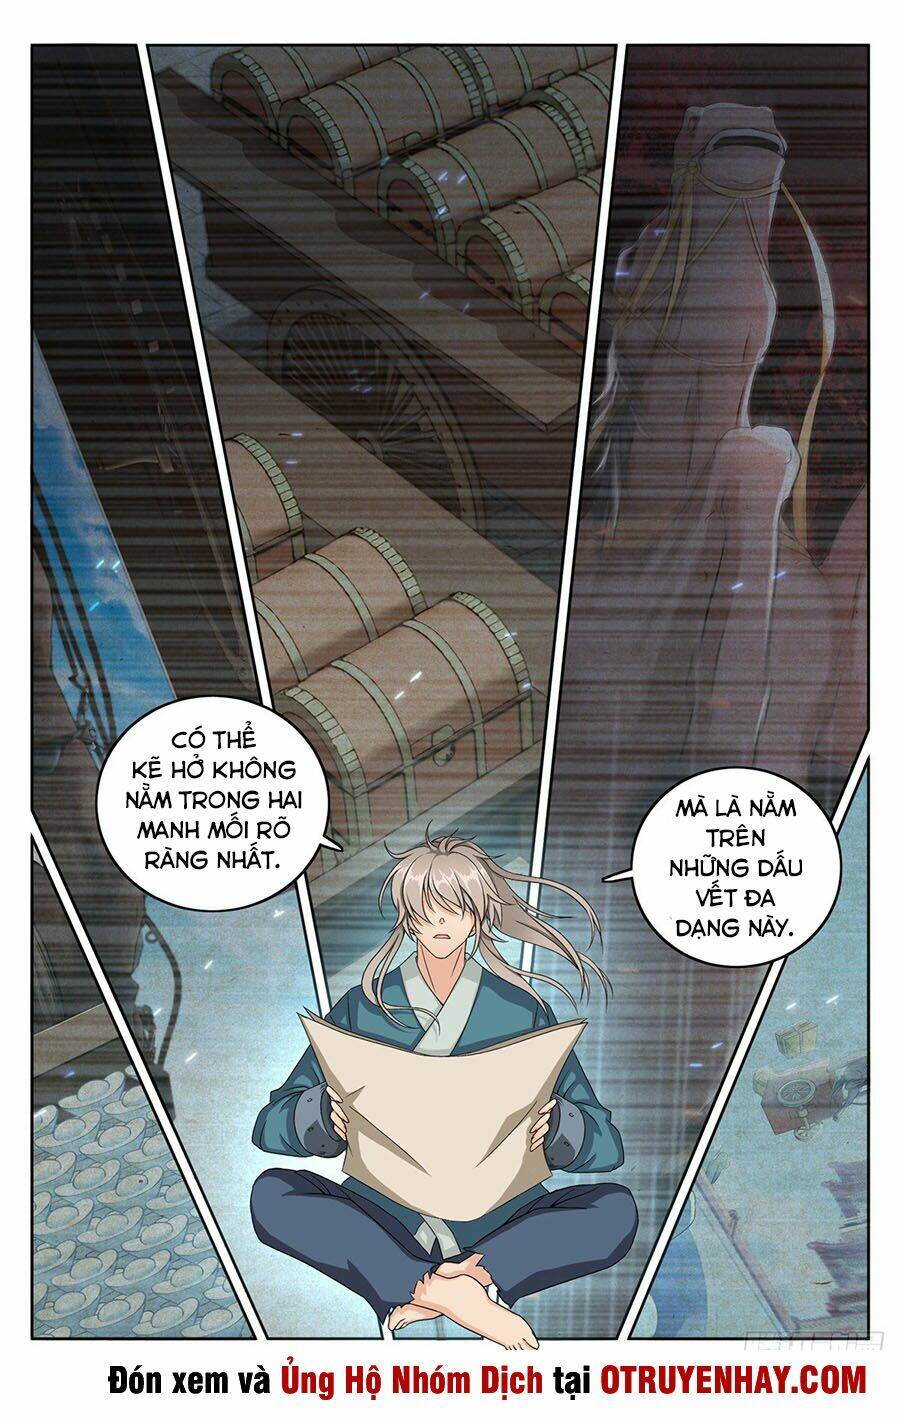 CÓ THỂ
KẼ HỞ KHÔNG
NẰM TRONG HAI
MANH MỐI RÕ
RÀNG NHẤT.
MÀ LÀ NẰM
TRÊN
NHỮNG DẤU
VẾT ĐA
DẠNG NÀY.
Đón xem và Ủng Hộ Nhóm Dịch tại OTRUYENHAY.COM